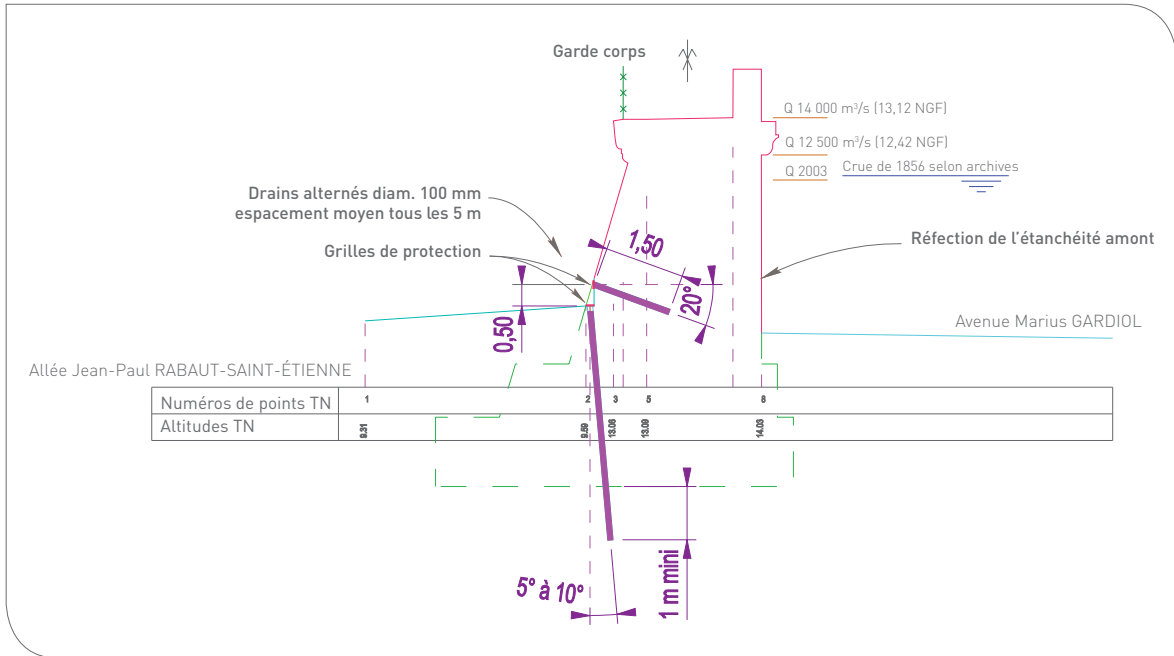 Garde corps
Q 14 000 m³/s (13,12 NGF)
Q 12 500 m³/s (12,42 NGF)
Q 2003
Crue de 1856 selon archives
Drains alternés diam. 100 mm
espacement moyen tous les 5 m
Grilles de protection
1,50
Réfection de l'étanchéité amont
20°
0,50
Avenue Marius GARDIOL
Allée Jean-Paul RABAUT-SAINT-ÉTIENNE
Numéros de points TN 1 2 3 5 8
Altitudes TN 9.31 9.59 13.08 13.09 14.03
1 m mini
5° à 10°